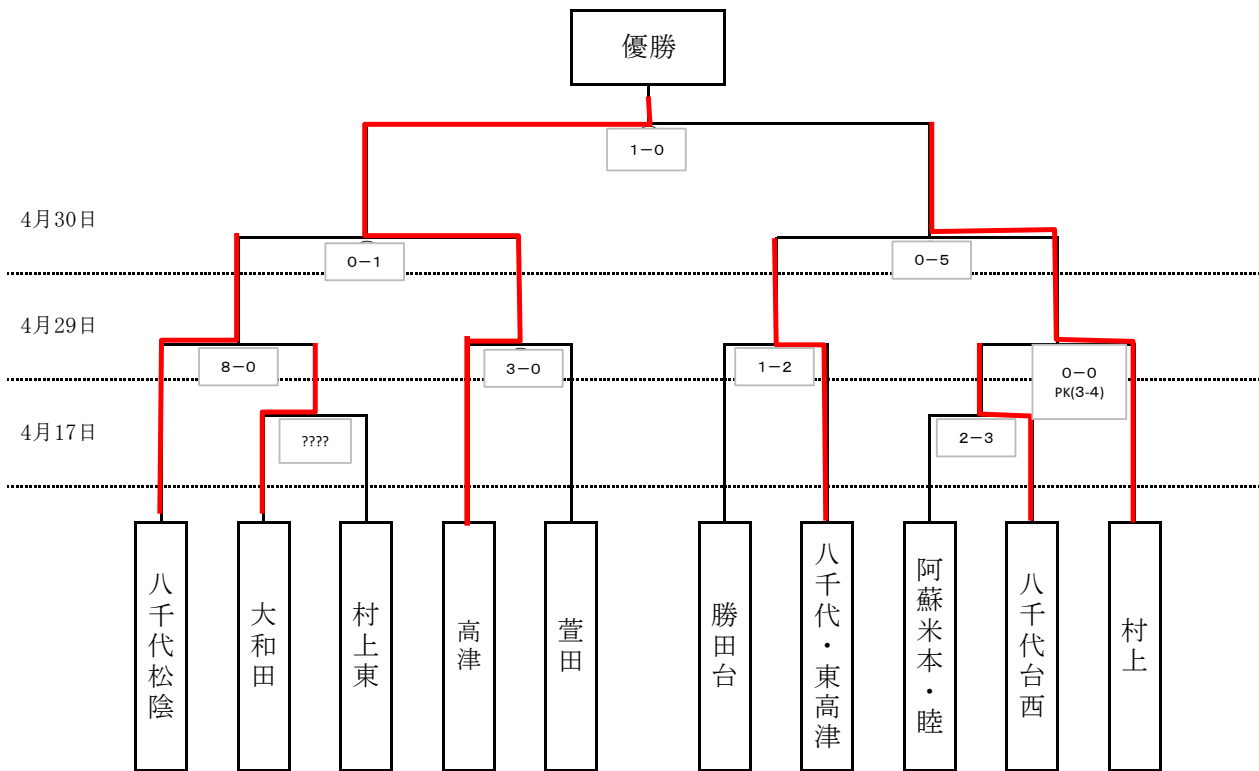 優勝
1－0
4月30日
0－1
0－5
4月29日
8－0
3－0
1－2
0－0
PK(3-4)
4月17日
????
2－3
八千代松陰
大和田
村上東
高津
萱田
勝田台
八千代・東高津
阿蘇米本・睦
八千代台西
村上